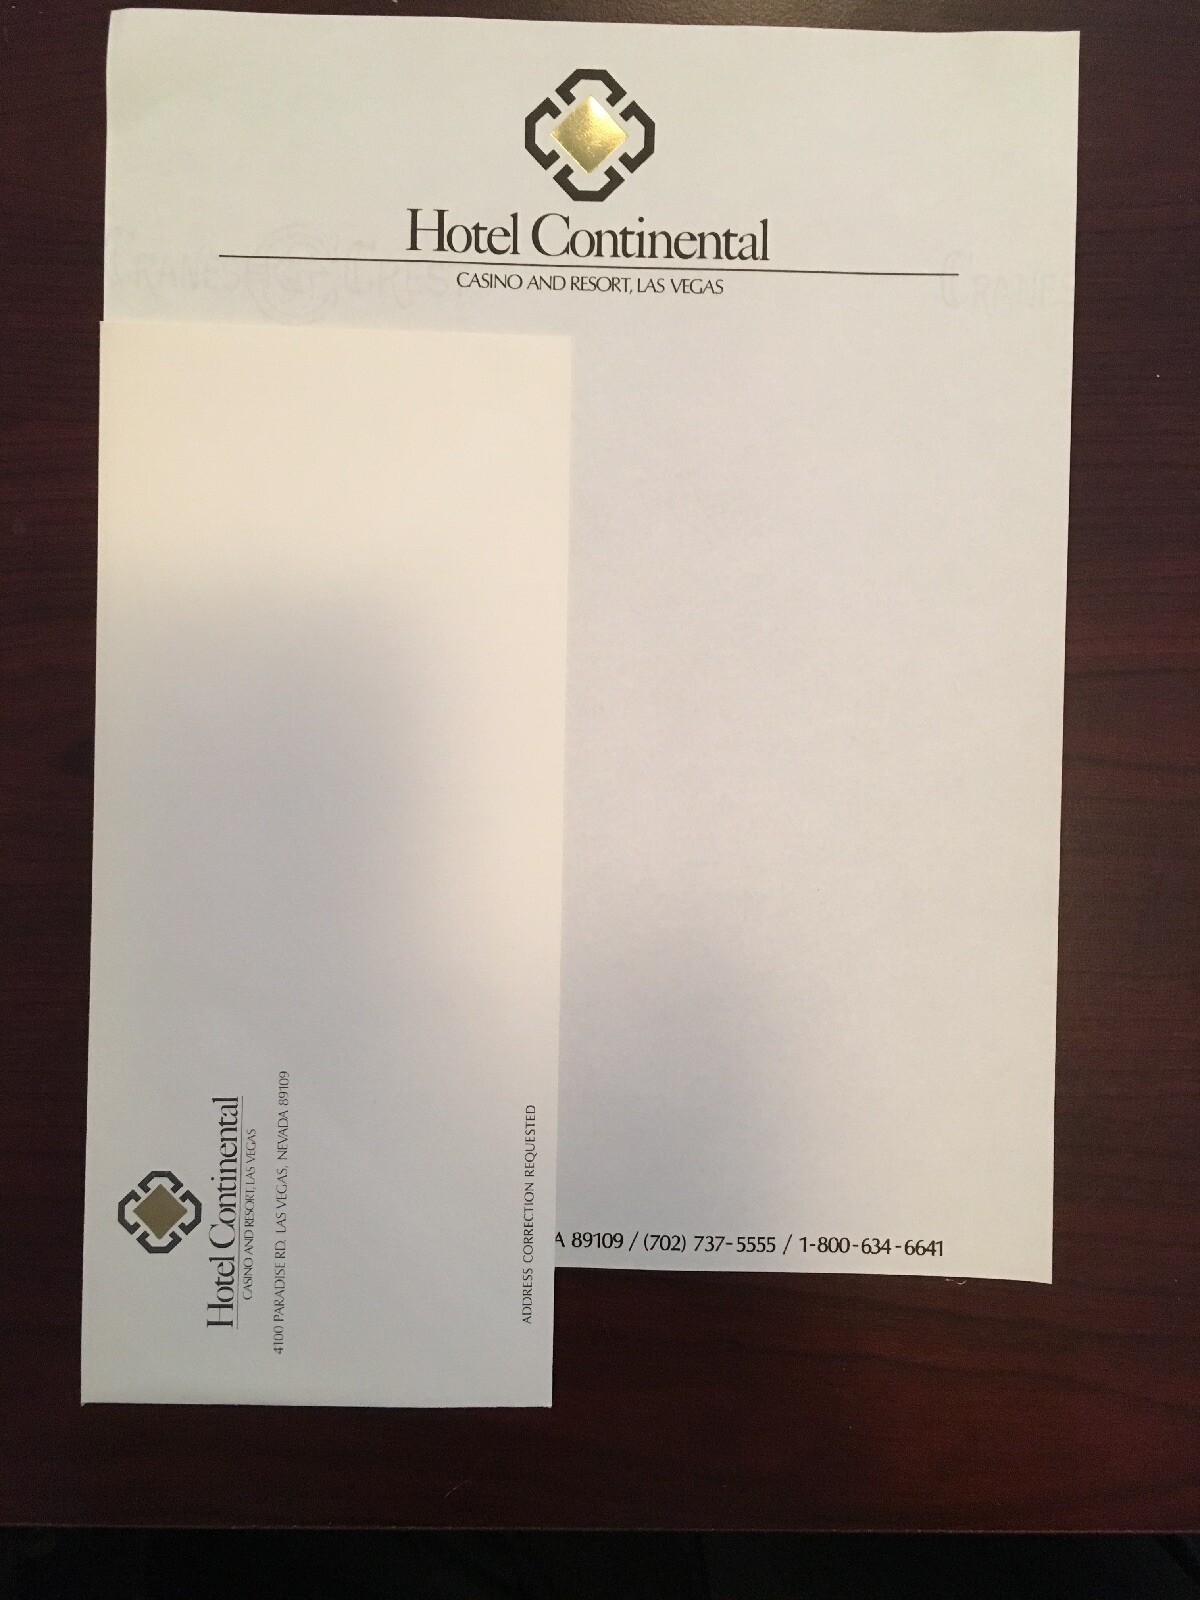 Hotel Continental
CASINO AND RESORT, LAS VEGAS
A 89109 / (702) 737-5555 / 1-800-634-6641
Hotel Continental
CASINO AND RESORT, LAS VEGAS
4100 PARADISE RD. LAS VEGAS, NEVADA 89109
ADDRESS CORRECTION REQUESTED